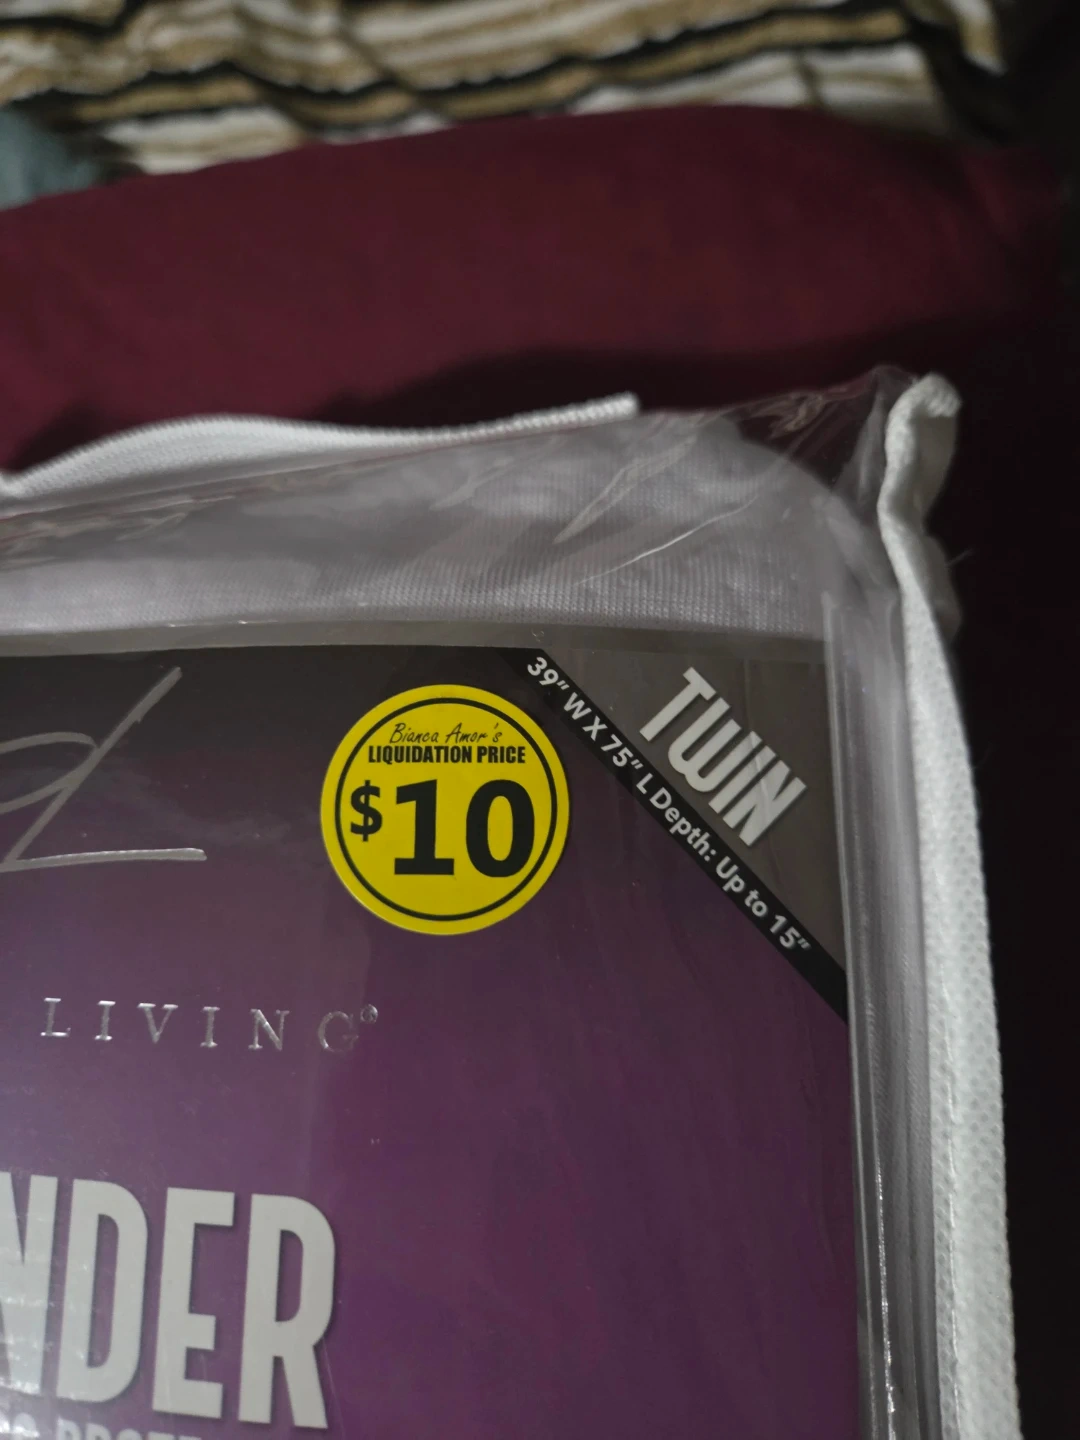 TWIN
39" W X 75" L Depth: Up to 15"
Bianca Amor's
LIQUIDATION PRICE
$10
LIVING®
NDER